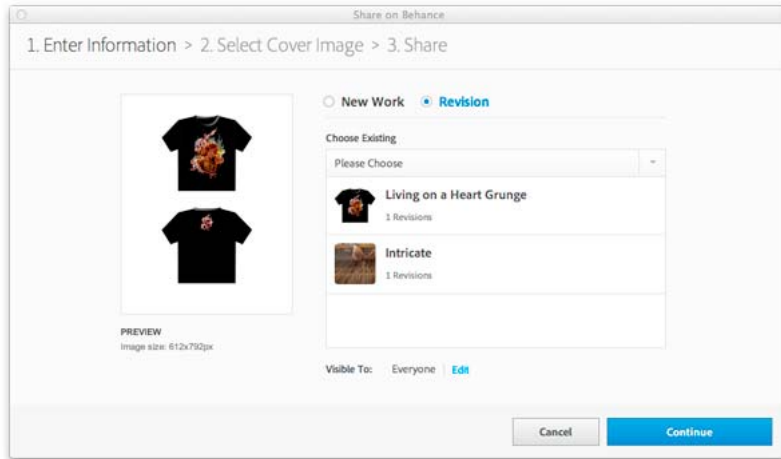 Share on Behance
1. Enter Information > 2. Select Cover Image > 3. Share
New Work Revision
Choose Existing
Please Choose
Living on a Heart Grunge
1 Revisions
Intricate
1 Revisions
PREVIEW
Image size: 612x792px
Visible To: Everyone Edit
Cancel Continue